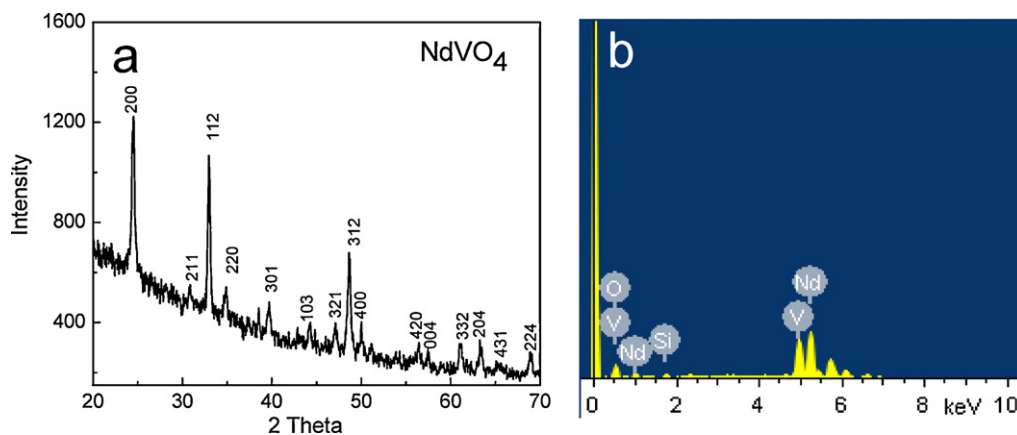 a
NdVO4
1600
1200
800
400
Intensity
200
211
112
220
301
103
321
312
400
420
004
332
204
431
224
20 30 40 50 60 70
2 Theta
b
O
V
Nd
Si
V
Nd
0 2 4 6 8 10
keV